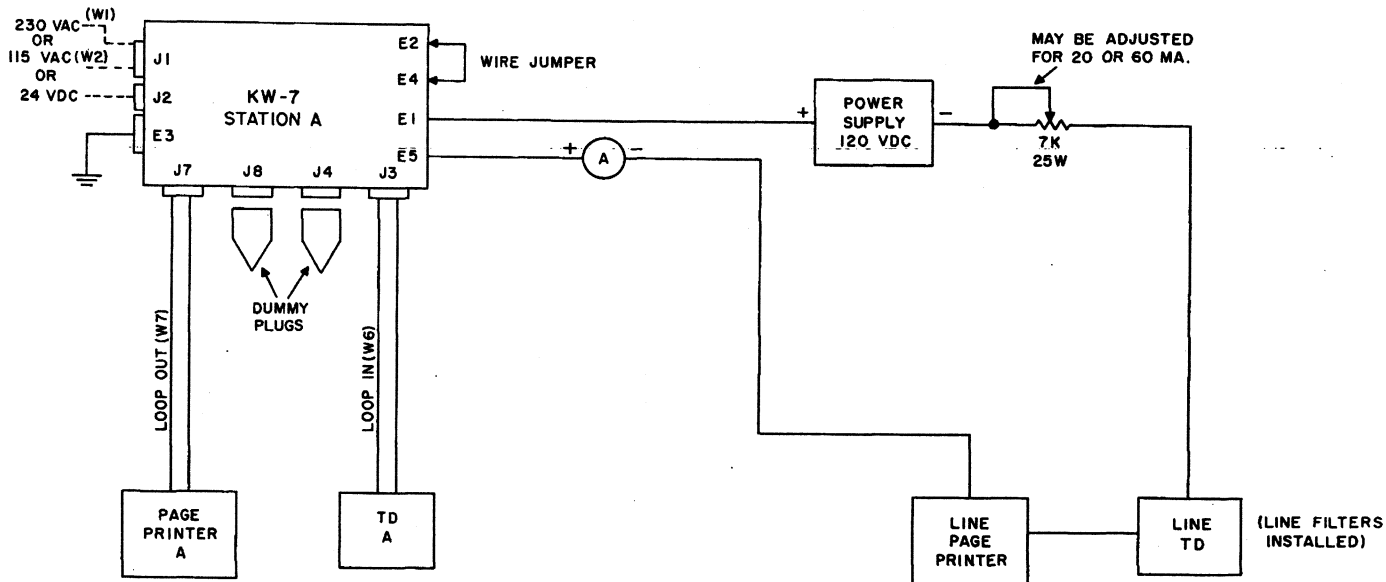 230 VAC (W1)
OR
115 VAC (W2)
OR
24 VDC
J1
J2
E3
KW-7
STATION A
E2
E4
E1
E5
J7
J8
J4
J3
WIRE JUMPER
+
A
-
+
POWER
SUPPLY
120 VDC
-
MAY BE ADJUSTED
FOR 20 OR 60 MA.
7K
25W
DUMMY
PLUGS
LOOP OUT (W7)
LOOP IN (W6)
PAGE
PRINTER
A
TD
A
LINE
PAGE
PRINTER
LINE
TD
(LINE FILTERS
INSTALLED)